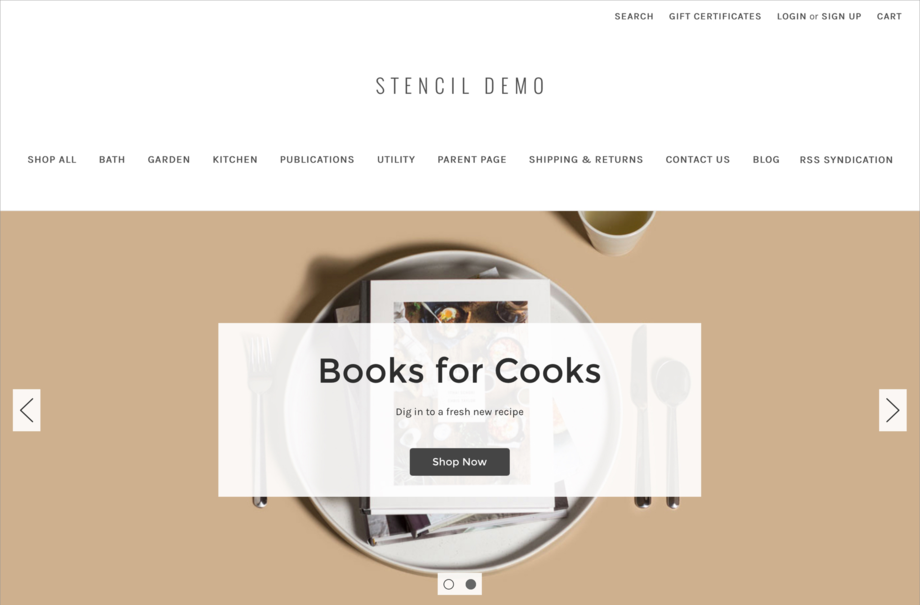 SEARCH GIFT CERTIFICATES LOGIN or SIGN UP CART
STENCIL DEMO
SHOP ALL BATH GARDEN KITCHEN PUBLICATIONS UTILITY PARENT PAGE SHIPPING & RETURNS CONTACT US BLOG RSS SYNDICATION
Books for Cooks
Dig in to a fresh new recipe
Shop Now